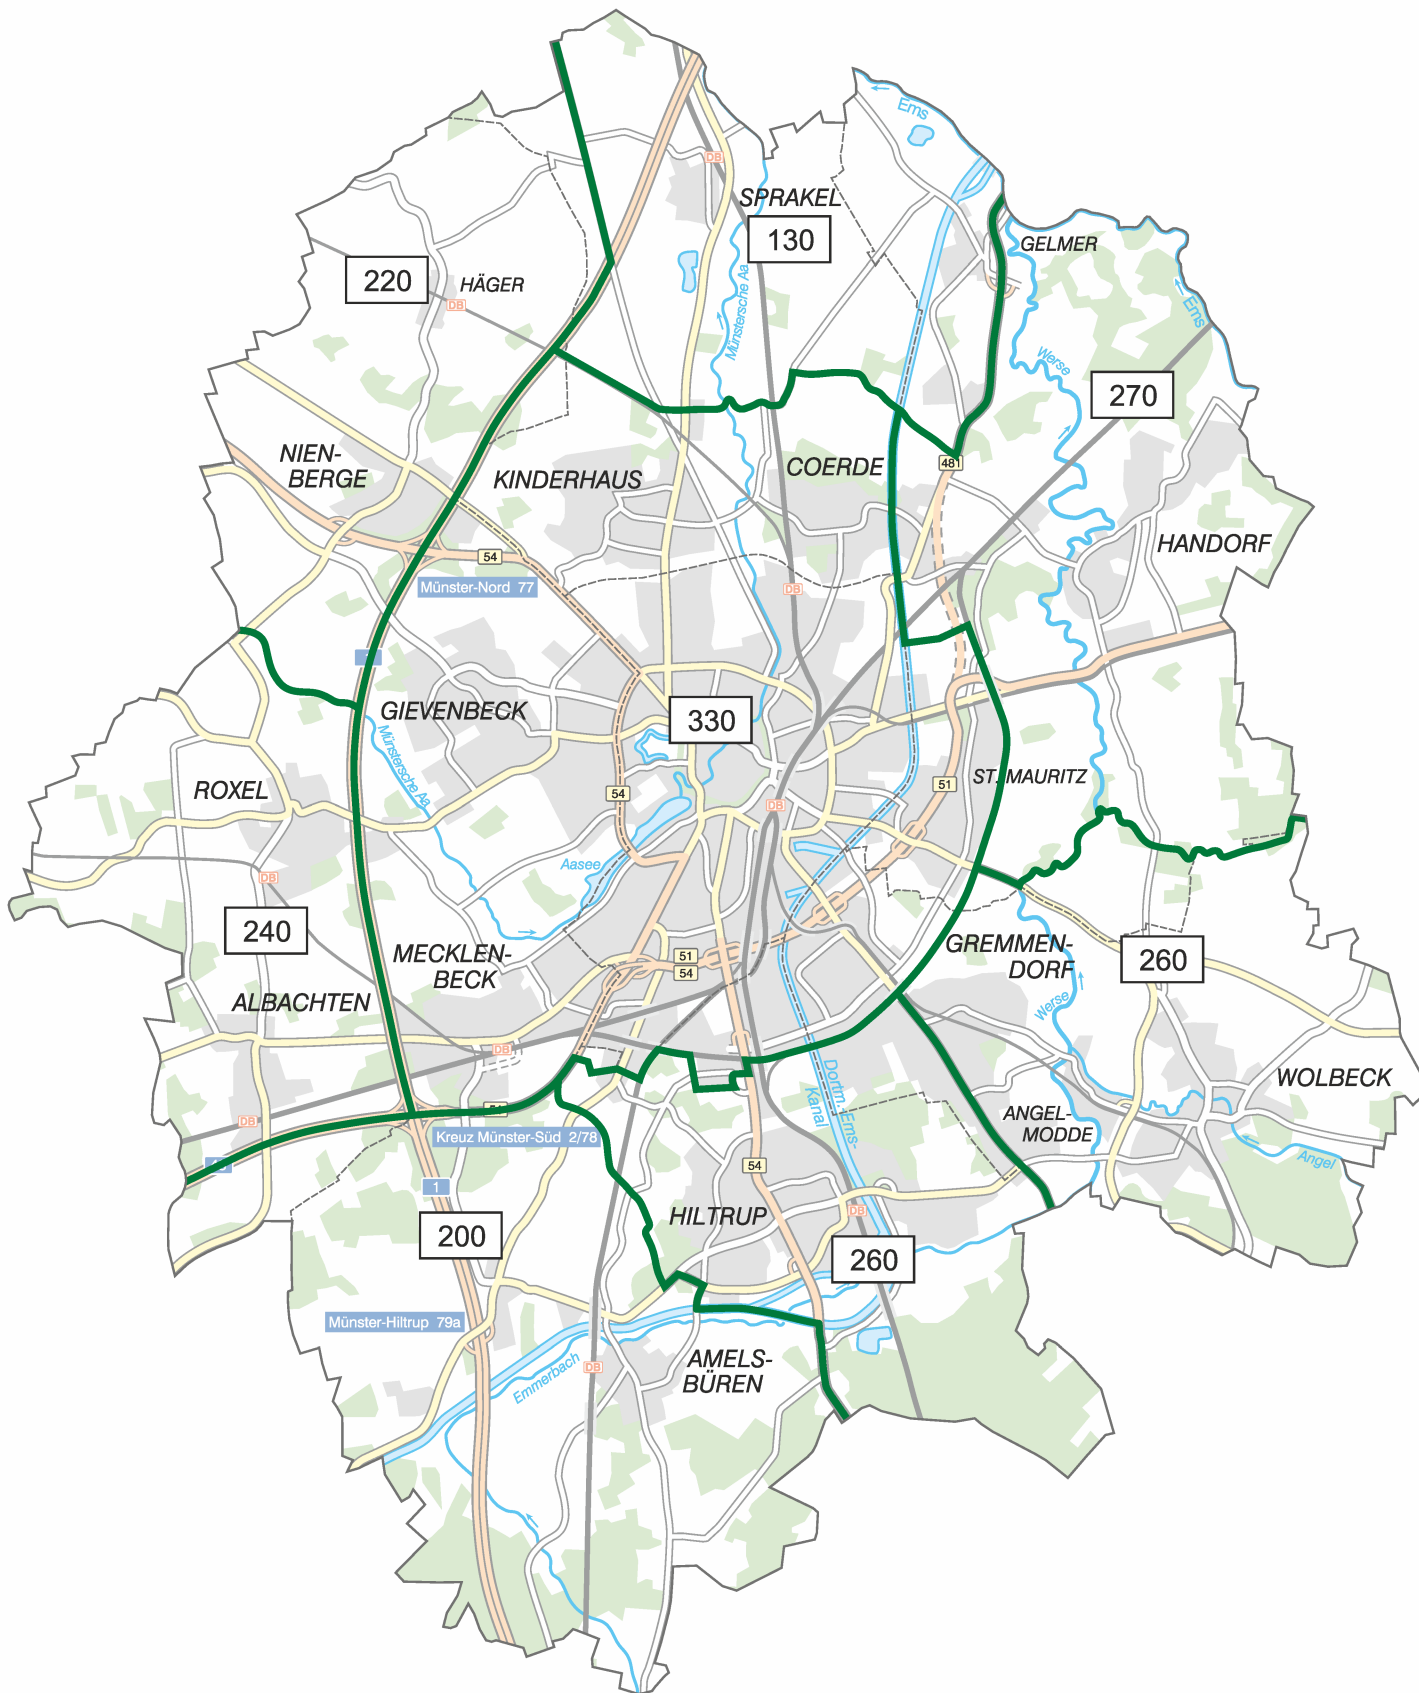 Ems
DB
SPRAKEL
130
GELMER
220
HÄGER
DB
Münstersche Aa
Ems
Werse
270
NIEN-
BERGE
KINDERHAUS
COERDE
481
54
HANDORF
Münster-Nord 77
DB
GIEVENBECK
330
Münstersche Aa
ROXEL
54
51
ST. MAURITZ
DB
Aasee
DB
240
MECKLEN-
BECK
51
54
GREMMEN-
DORF
260
ALBACHTEN
Werse
DB
Dortm.-Ems-
Kanal
WOLBECK
DB
ANGEL-
MODDE
Kreuz Münster-Süd 2/78
54
Angel
1
HILTRUP
DB
200
260
Münster-Hiltrup 79a
AMELS-
BÜREN
Emmerbach
DB